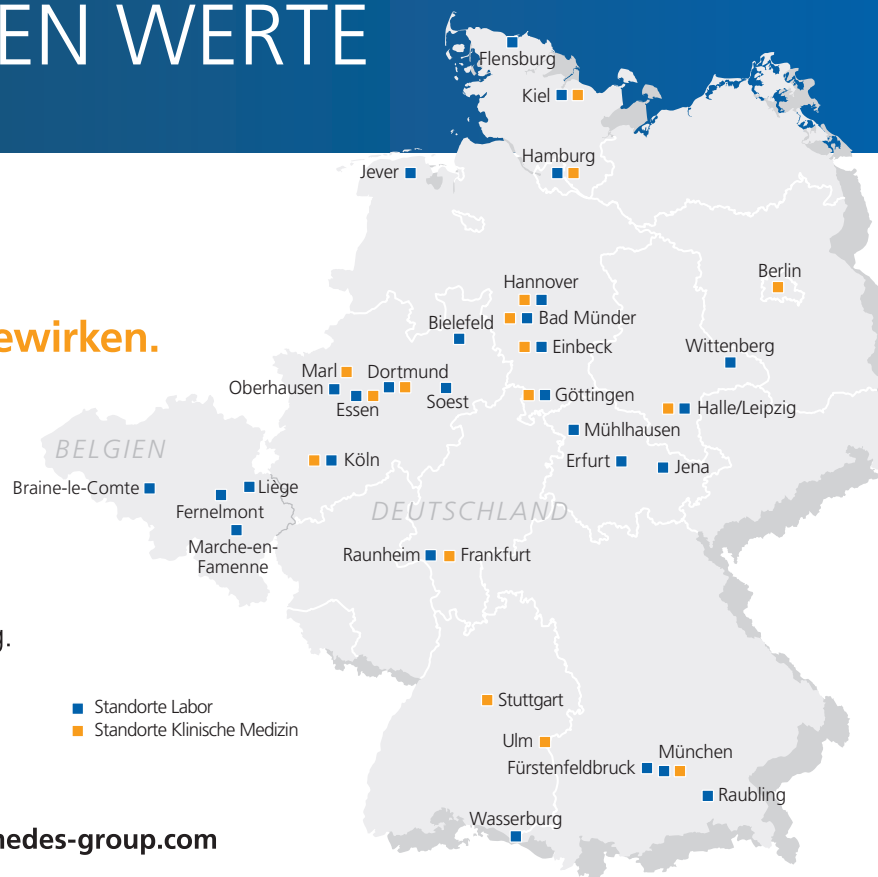 EN WERTE
Flensburg
Kiel
Hamburg
Jever
Berlin
Hannover
Bad Münder
Bielefeld
Einbeck
ewirken.
Wittenberg
Marl
Dortmund
Oberhausen
Essen
Soest
Göttingen
Halle/Leipzig
Mühlhausen
BELGIEN
Köln
Erfurt
Jena
Braine-le-Comte
Liège
Fernelmont
DEUTSCHLAND
Marche-en-
Famenne
Raunheim
Frankfurt
g.
Standorte Labor
Standorte Klinische Medizin
Stuttgart
Ulm
München
Fürstenfeldbruck
Raubling
Wasserburg
medes-group.com